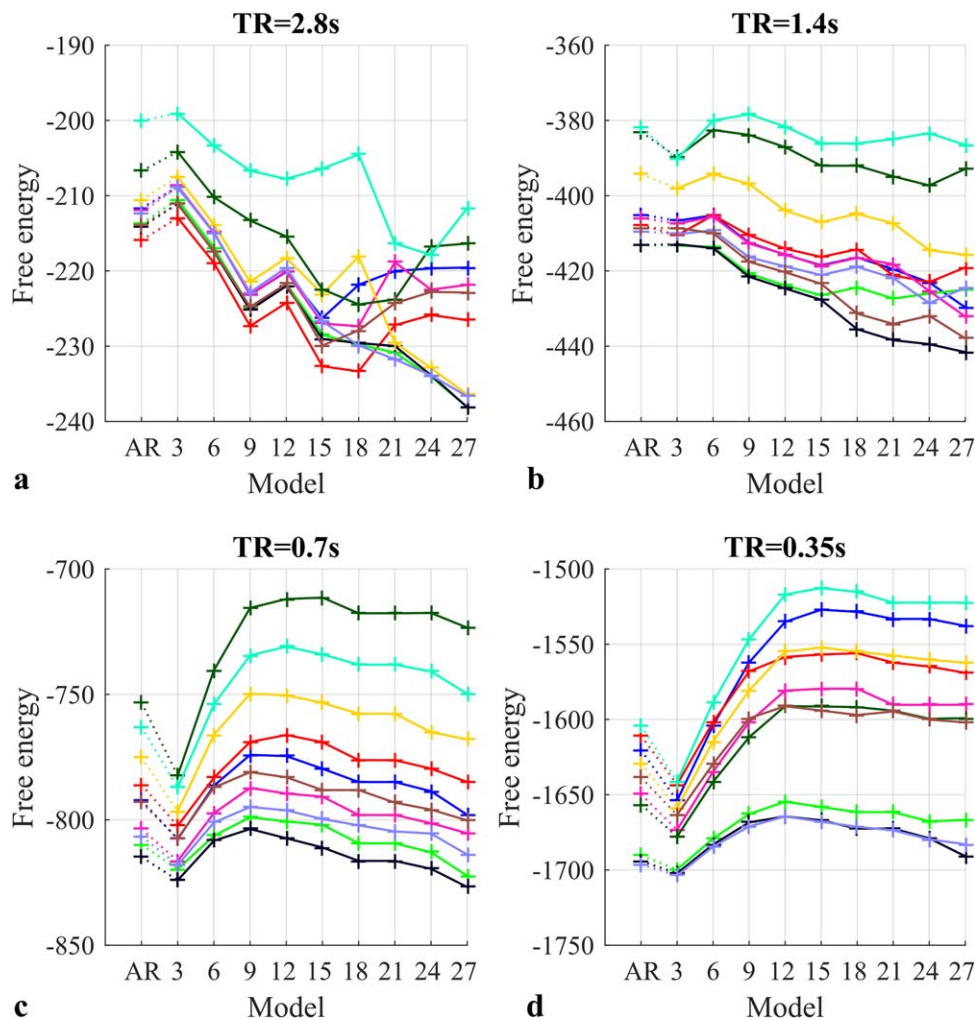 TR=2.8s
-190
-200
-210
-220
-230
-240
Free energy
AR 3 6 9 12 15 18 21 24 27
Model
a
TR=1.4s
-360
-380
-400
-420
-440
-460
Free energy
AR 3 6 9 12 15 18 21 24 27
Model
b
TR=0.7s
-700
-750
-800
-850
Free energy
AR 3 6 9 12 15 18 21 24 27
Model
c
TR=0.35s
-1500
-1550
-1600
-1650
-1700
-1750
Free energy
AR 3 6 9 12 15 18 21 24 27
Model
d